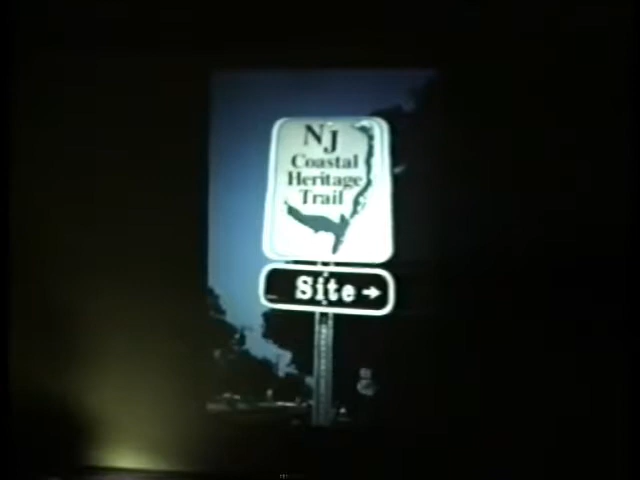 NJ
Coastal
Heritage
Trail
Site →